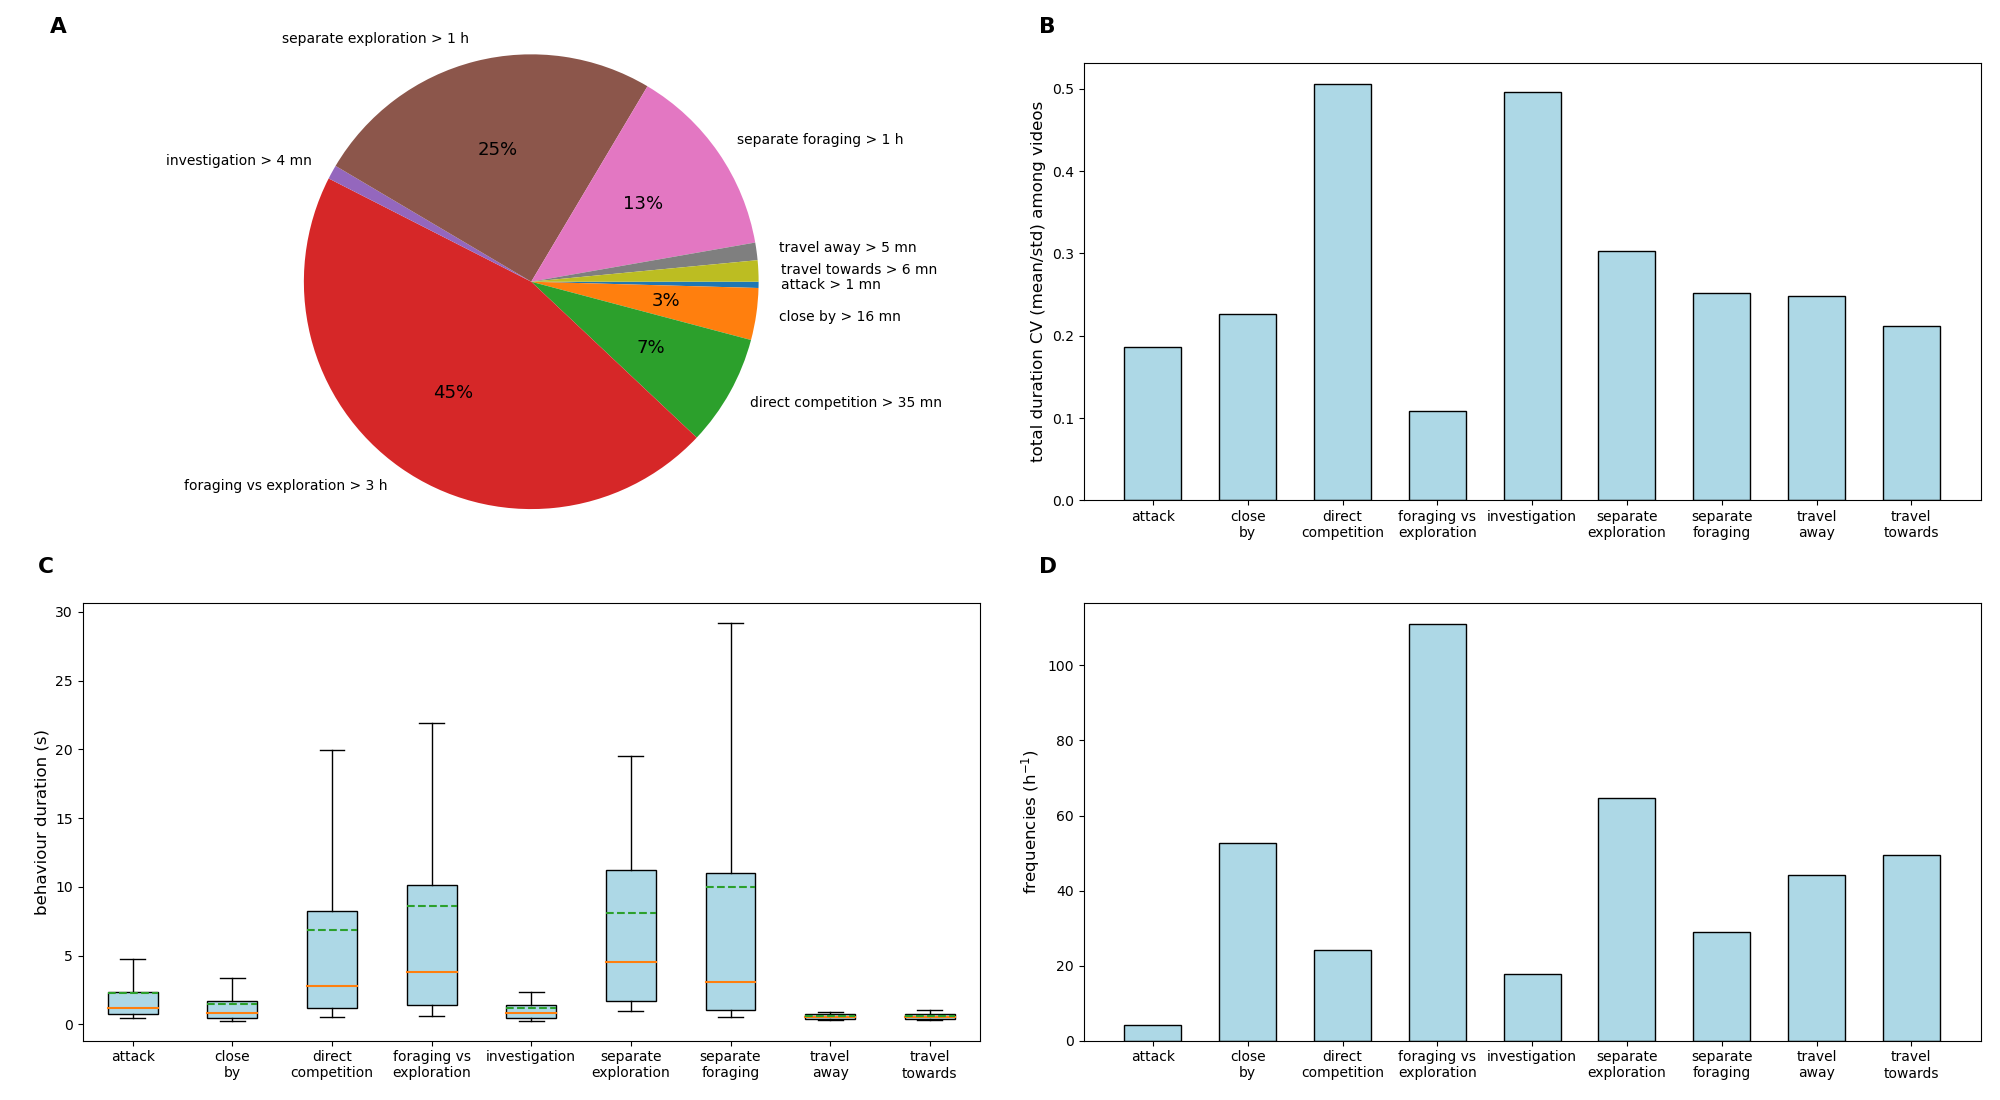 A
separate exploration > 1 h
separate foraging > 1 h
investigation > 4 mn
travel away > 5 mn
travel towards > 6 mn
attack > 1 mn
close by > 16 mn
direct competition > 35 mn
foraging vs exploration > 3 h
25%
13%
3%
7%
45%
B
total duration CV (mean/std) among videos
0.5
0.4
0.3
0.2
0.1
0.0
attack
close
by
direct
competition
foraging vs
exploration
investigation
separate
exploration
separate
foraging
travel
away
travel
towards
C
behaviour duration (s)
30
25
20
15
10
5
0
attack
close
by
direct
competition
foraging vs
exploration
investigation
separate
exploration
separate
foraging
travel
away
travel
towards
D
frequencies (h⁻¹)
100
80
60
40
20
0
attack
close
by
direct
competition
foraging vs
exploration
investigation
separate
exploration
separate
foraging
travel
away
travel
towards